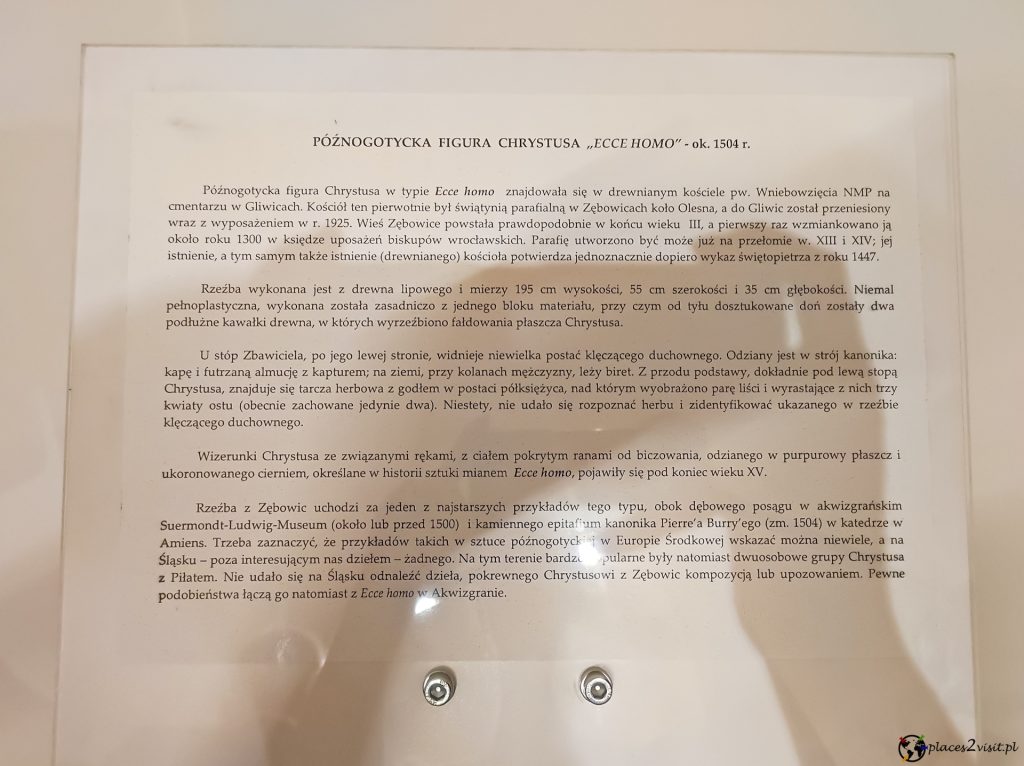 PÓŹNOGOTYCKA FIGURA CHRYSTUSA „ECCE HOMO” - ok. 1504 r.
Późnogotycka figura Chrystusa w typie Ecce homo znajdowała się w drewnianym kościele pw. Wniebowzięcia NMP na
cmentarzu w Gliwicach. Kościół ten pierwotnie był świątynią parafialną w Zębowicach koło Olesna, a do Gliwic został przeniesiony
wraz z wyposażeniem w r. 1925. Wieś Zębowice powstała prawdopodobnie w końcu wieku III, a pierwszy raz wzmiankowano ją
około roku 1300 w księdze uposażeń biskupów wrocławskich. Parafię utworzono być może już na przełomie w. XIII i XIV; jej
istnienie, a tym samym także istnienie (drewnianego) kościoła potwierdza jednoznacznie dopiero wykaz świętopietrza z roku 1447.
Rzeźba wykonana jest z drewna lipowego i mierzy 195 cm wysokości, 55 cm szerokości i 35 cm głębokości. Niemal
pełnoplastyczna, wykonana została zasadniczo z jednego bloku materiału, przy czym od tyłu dosztukowane doń zostały dwa
podłużne kawałki drewna, w których wyrzeźbiono fałdowania płaszcza Chrystusa.
U stóp Zbawiciela, po jego lewej stronie, widnieje niewielka postać klęczącego duchownego. Odziany jest w strój kanonika:
kapę i futrzaną almucję z kapturem; na ziemi, przy kolanach mężczyzny, leży biret. Z przodu podstawy, dokładnie pod lewą stopą
Chrystusa, znajduje się tarcza herbowa z godłem w postaci półksiężyca, nad którym wyobrażono parę liści i wyrastające z nich trzy
kwiaty ostu (obecnie zachowane jedynie dwa). Niestety, nie udało się rozpoznać herbu i zidentyfikować ukazanego w rzeźbie
klęczącego duchownego.
Wizerunki Chrystusa ze związanymi rękami, z ciałem pokrytym ranami od biczowania, odzianego w purpurowy płaszcz i
ukoronowanego cierniem, określane w historii sztuki mianem Ecce homo, pojawiły się pod koniec wieku XV.
Rzeźba z Zębowic uchodzi za jeden z najstarszych przykładów tego typu, obok dębowego posągu w akwizgrańskim
Suermondt-Ludwig-Museum (około lub przed 1500) i kamiennego epitafium kanonika Pierre’a Burry’ego (zm. 1504) w katedrze w
Amiens. Trzeba zaznaczyć, że przykładów takich w sztuce późnogotyckiej w Europie Środkowej wskazać można niewiele, a na
Śląsku – poza interesującym nas dziełem – żadnego. Na tym terenie bardzo popularne były natomiast dwuosobowe grupy Chrystusa
z Piłatem. Nie udało się na Śląsku odnaleźć dzieła, pokrewnego Chrystusowi z Zębowic kompozycją lub upozowaniem. Pewne
podobieństwa łączą go natomiast z Ecce homo w Akwizgranie.
places2visit.pl